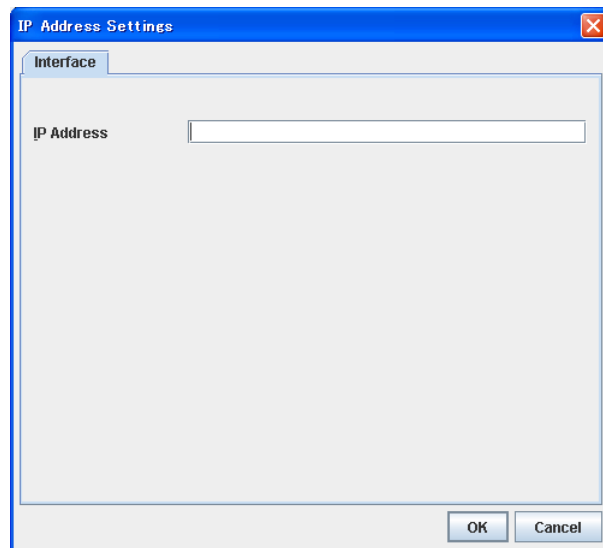 IP Address Settings
Interface
IP Address
OK
Cancel